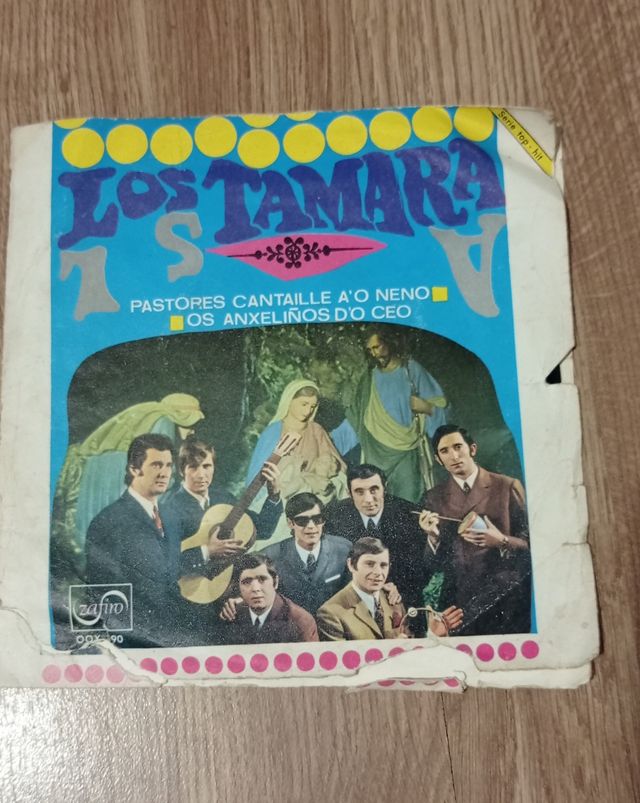 Serie top - hit
LOS TAMARA
L S A
PASTORES CANTAILLE A'O NENO
OS ANXELIÑOS D'O CEO
zafiro